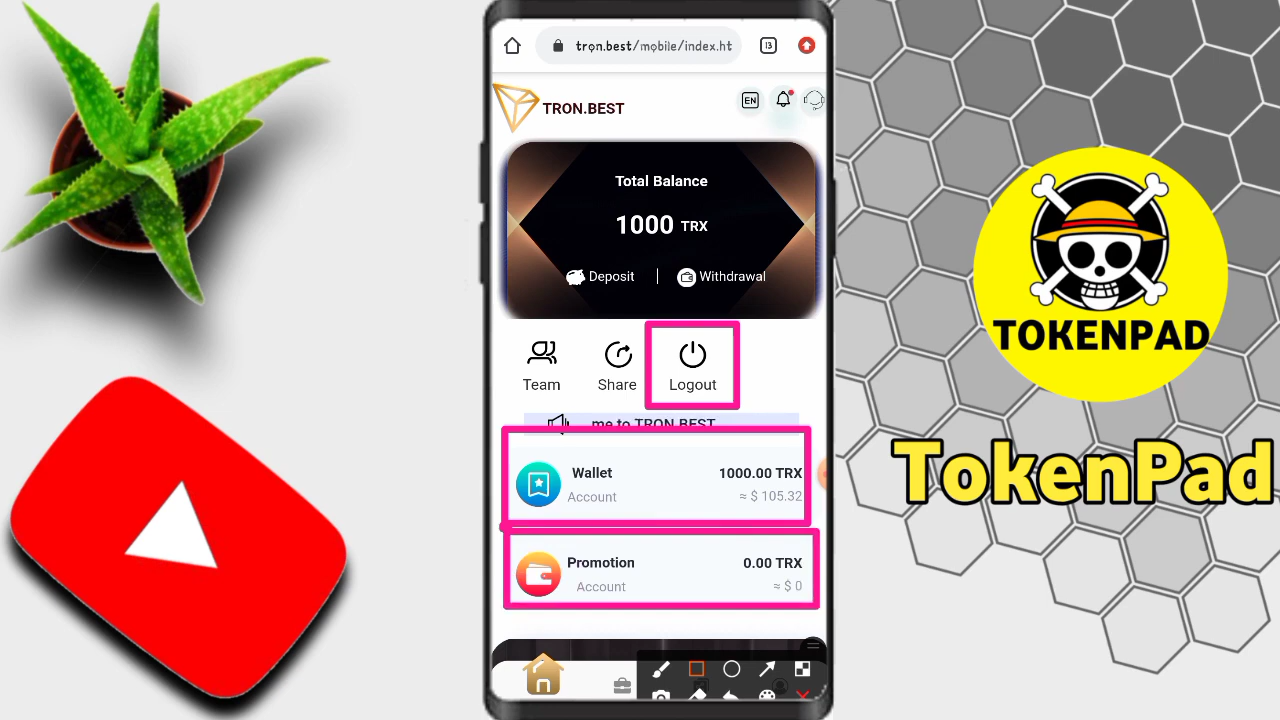 tron.best/mobile/index.ht
13
TRON.BEST
EN
Total Balance
1000 TRX
Deposit | Withdrawal
Team
Share
Logout
me to TRON.BEST
Wallet
1000.00 TRX
Account
≈ $ 105.32
Promotion
0.00 TRX
Account
≈ $ 0
TOKENPAD
TokenPad